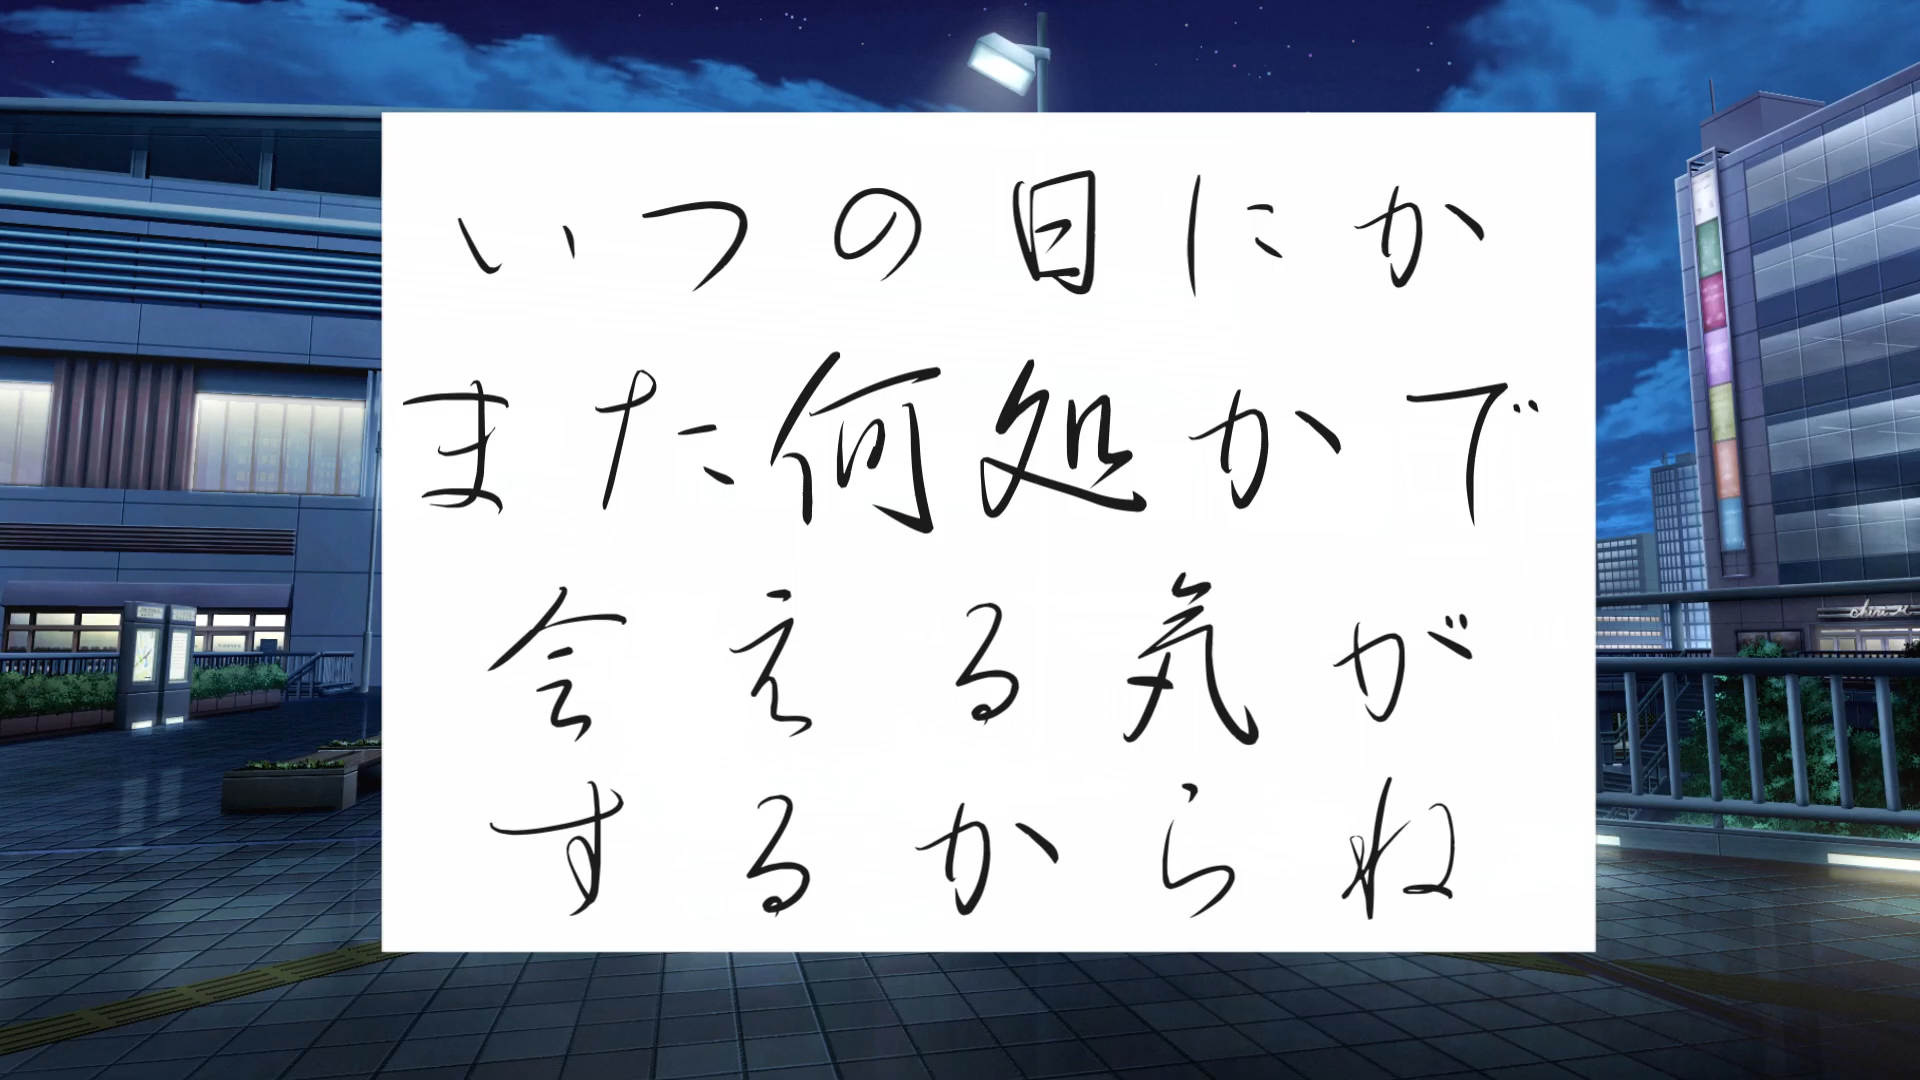 いつの日にか
また何処かで
会える気が
するからね